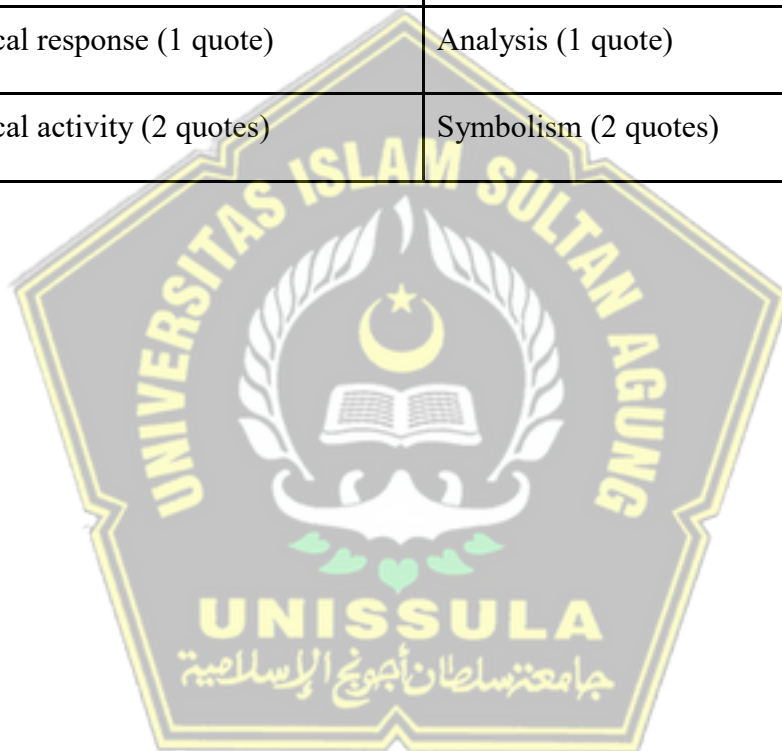 cal response (1 quote) Analysis (1 quote)
cal activity (2 quotes) Symbolism (2 quotes)
UNIVERSITAS ISLAM SULTAN AGUNG
UNISSULA
جامعة سلطان أجونج الإسلامية